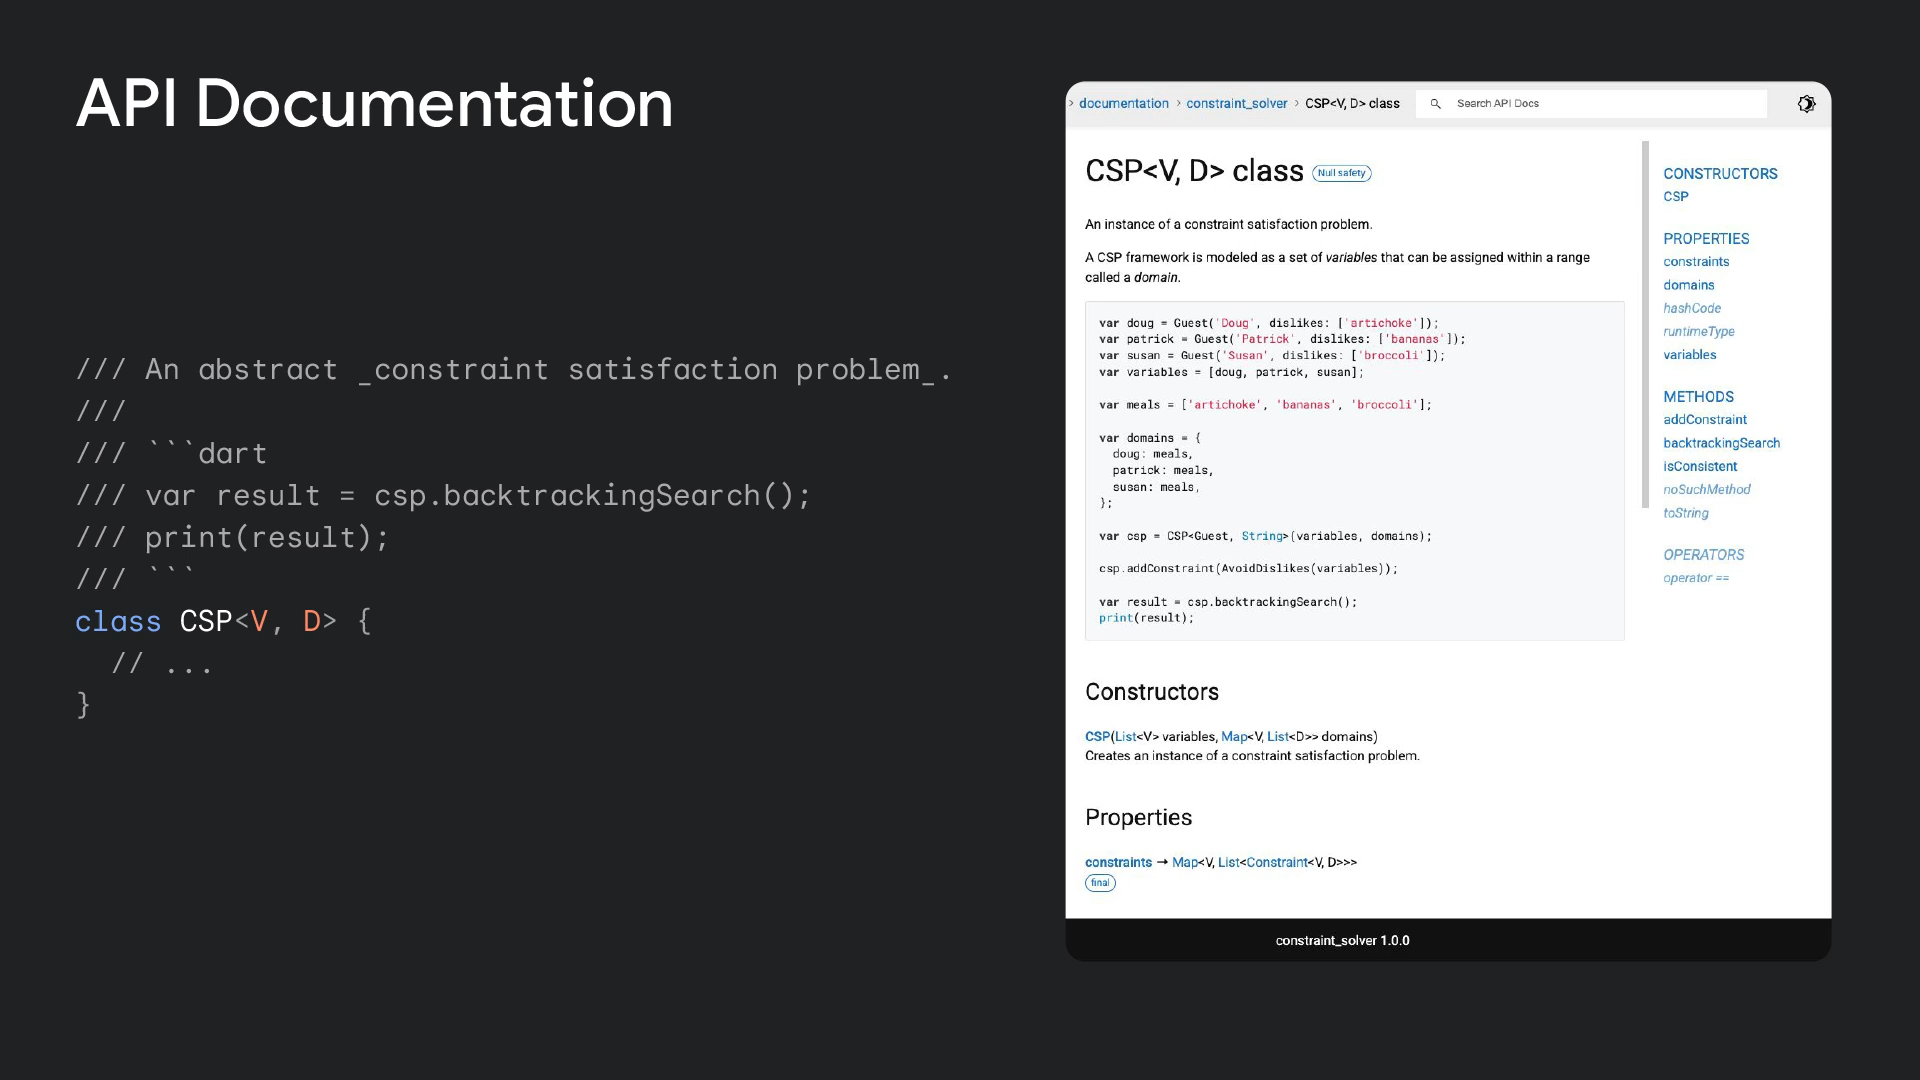 API Documentation
/// An abstract _constraint satisfaction problem_.
///
/// ```dart
/// var result = csp.backtrackingSearch();
/// print(result);
/// ```
class CSP<V, D> {
  // ...
}
> documentation > constraint_solver > CSP<V, D> class
Search API Docs
CSP<V, D> class Null safety
An instance of a constraint satisfaction problem.
A CSP framework is modeled as a set of variables that can be assigned within a range
called a domain.
var doug = Guest('Doug', dislikes: ['artichoke']);
var patrick = Guest('Patrick', dislikes: ['bananas']);
var susan = Guest('Susan', dislikes: ['broccoli']);
var variables = [doug, patrick, susan];
var meals = ['artichoke', 'bananas', 'broccoli'];
var domains = {
  doug: meals,
  patrick: meals,
  susan: meals,
};
var csp = CSP<Guest, String>(variables, domains);
csp.addConstraint(AvoidDislikes(variables));
var result = csp.backtrackingSearch();
print(result);
Constructors
CSP(List<V> variables, Map<V, List<D>> domains)
Creates an instance of a constraint satisfaction problem.
Properties
constraints → Map<V, List<Constraint<V, D>>>
final
CONSTRUCTORS
CSP
PROPERTIES
constraints
domains
hashCode
runtimeType
variables
METHODS
addConstraint
backtrackingSearch
isConsistent
noSuchMethod
toString
OPERATORS
operator ==
constraint_solver 1.0.0